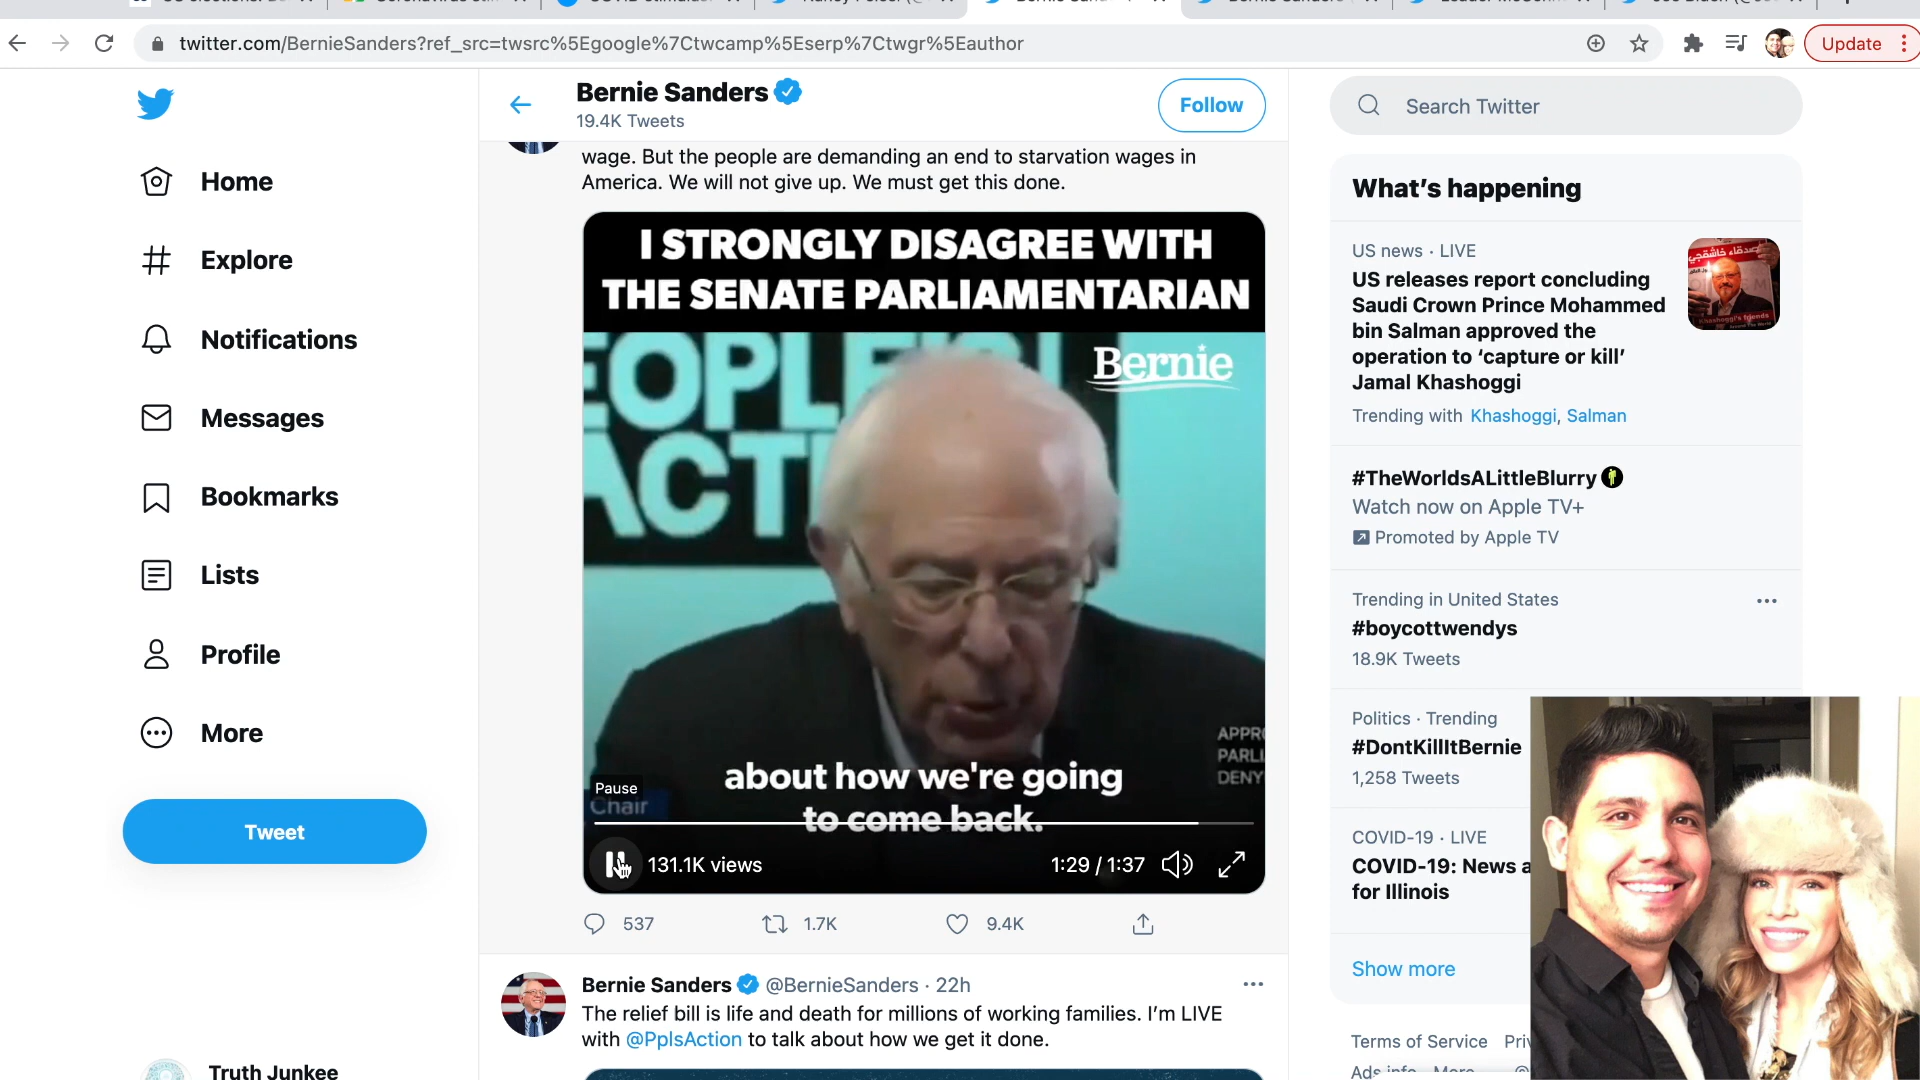 twitter.com/BernieSanders?ref_src=twsrc%5Egoogle%7Ctwcamp%5Eserp%7Ctwgr%5Eauthor
Update
Home
Explore
Notifications
Messages
Bookmarks
Lists
Profile
More
Tweet
Truth Junkee
Bernie Sanders
19.4K Tweets
Follow
wage. But the people are demanding an end to starvation wages in
America. We will not give up. We must get this done.
I STRONGLY DISAGREE WITH
THE SENATE PARLIAMENTARIAN
Bernie
about how we're going
to come back.
Pause
Chair
131.1K views
1:29 / 1:37
537
1.7K
9.4K
Bernie Sanders @BernieSanders · 22h
The relief bill is life and death for millions of working families. I'm LIVE
with @PplsAction to talk about how we get it done.
Search Twitter
What's happening
US news · LIVE
US releases report concluding
Saudi Crown Prince Mohammed
bin Salman approved the
operation to ‘capture or kill’
Jamal Khashoggi
Trending with Khashoggi, Salman
#TheWorldsALittleBlurry
Watch now on Apple TV+
Promoted by Apple TV
Trending in United States
#boycottwendys
18.9K Tweets
Politics · Trending
#DontKillItBernie
1,258 Tweets
COVID-19 · LIVE
COVID-19: News
for Illinois
Show more
Terms of Service